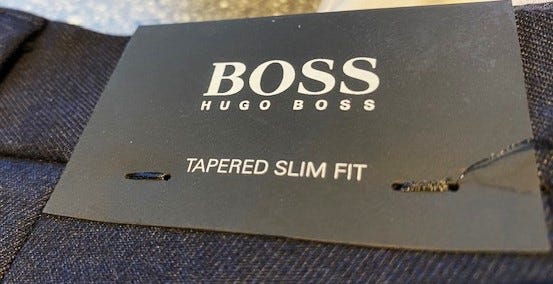 BOSS
HUGO BOSS
TAPERED SLIM FIT